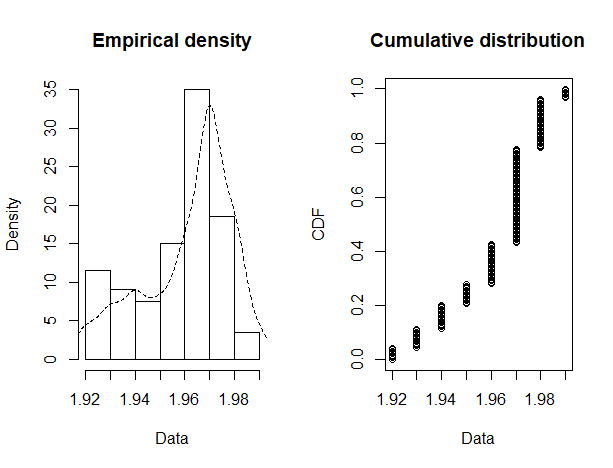 Empirical density
Density
0 5 10 15 20 25 30 35
1.92 1.94 1.96 1.98
Data
Cumulative distribution
CDF
0.0 0.2 0.4 0.6 0.8 1.0
1.92 1.94 1.96 1.98
Data